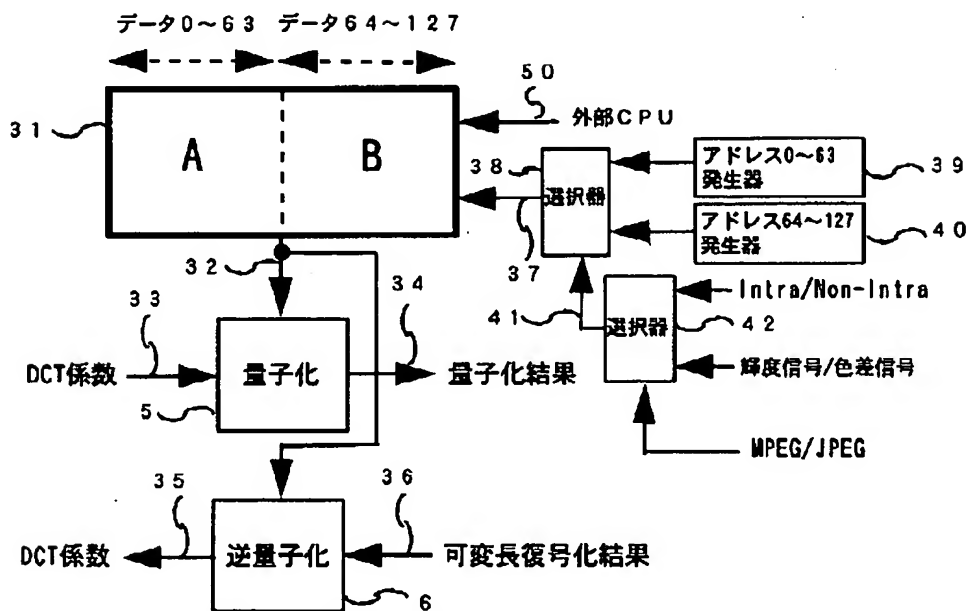 データ0～63 データ64～127
50
31
外部CPU
A
B
38
アドレス0～63
発生器
39
選択器
アドレス64～127
発生器
40
32
37
34
41
Intra/Non-Intra
33
選択器
42
DCT係数
量子化
量子化結果
輝度信号/色差信号
5
MPEG/JPEG
35
36
DCT係数
逆量子化
可変長復号化結果
6